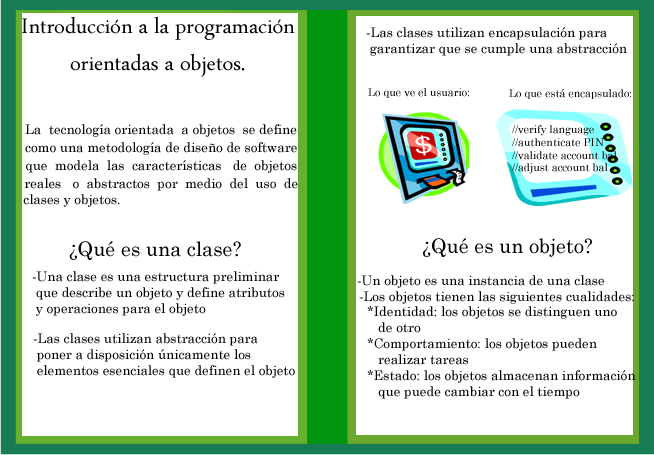 Introducción a la programación
orientadas a objetos.
La tecnología orientada a objetos se define
como una metodología de diseño de software
que modela las características de objetos
reales o abstractos por medio del uso de
clases y objetos.
¿Qué es una clase?
-Una clase es una estructura preliminar
que describe un objeto y define atributos
y operaciones para el objeto
-Las clases utilizan abstracción para
poner a disposición únicamente los
elementos esenciales que definen el objeto
-Las clases utilizan encapsulación para
garantizar que se cumple una abstracción
Lo que ve el usuario:
Lo que está encapsulado:
$
//verify language
//authenticate PIN
//validate account bal
//adjust account bal
¿Qué es un objeto?
-Un objeto es una instancia de una clase
-Los objetos tienen las siguientes cualidades:
*Identidad: los objetos se distinguen uno
de otro
*Comportamiento: los objetos pueden
realizar tareas
*Estado: los objetos almacenan información
que puede cambiar con el tiempo